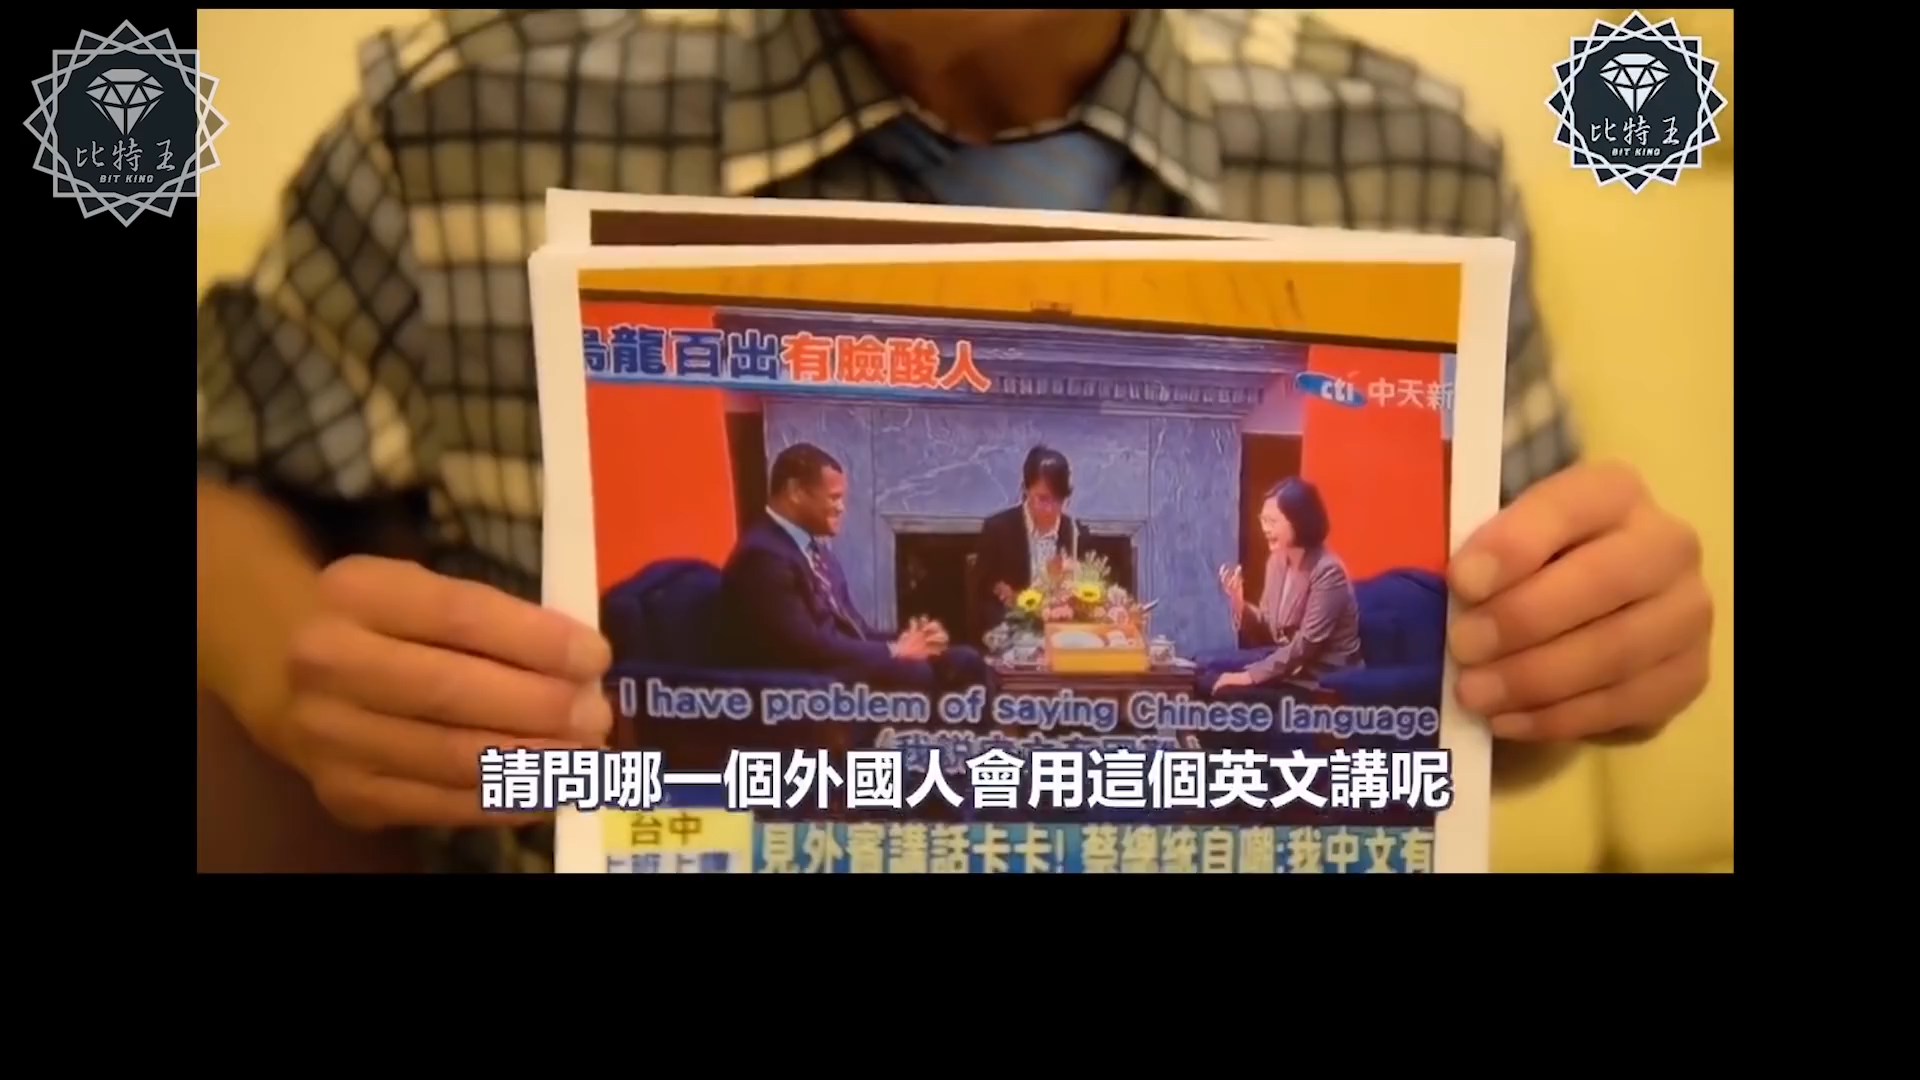 比特王
BIT KING
比特王
BIT KING
烏龍百出有臉酸人
cti 中天新
I have problem of saying Chinese language
請問哪一個外國人會用這個英文講呢
台中
見外賓講話卡卡! 蔡總統自嘲:我中文有